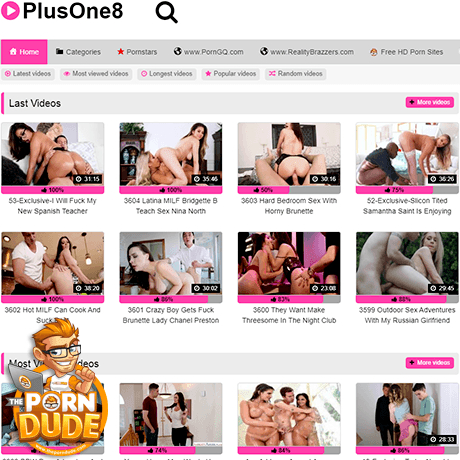 PlusOne8
Home Categories Pornstars www.PornGQ.com www.RealityBrazzers.com Free HD Porn Sites
Latest videos Most viewed videos Longest videos Popular videos Random videos
Last Videos
More videos
31:15 35:46 30:16 36:26
100% 100% 50% 75%
53-Exclusive-I Will Fuck My 3604 Latina MILF Bridgette B 3603 Hard Bedroom Sex With 52-Exclusive-Slicon Tited
New Spanish Teacher Teach Sex Nina North Horny Brunette Samantha Saint Is Enjoying
38:20 30:02 23:08 29:45
100% 86% 83% 88%
3602 Hot MILF Can Cook And 3601 Crazy Boy Gets Fuck 3600 They Want Make 3599 Outdoor Sex Adventures
Suck Brunette Lady Chanel Preston Threesome In The Night Club With My Russian Girlfriend
Most Videos
More videos
THE
PORN
DUDE
28:33
74% 84% 86%